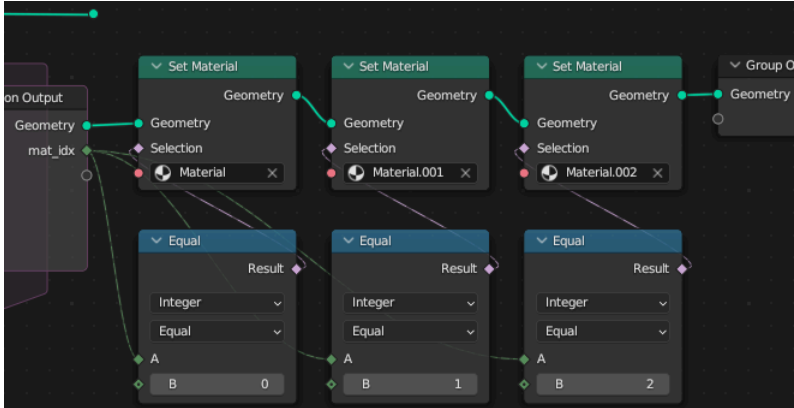 Set Material
Set Material
Set Material
Group O
on Output
Geometry
Geometry
Geometry
Geometry
Geometry
Geometry
Geometry
Geometry
mat_idx
Selection
Selection
Selection
Material
Material.001
Material.002
Equal
Equal
Equal
Result
Result
Result
Integer
Integer
Integer
Equal
Equal
Equal
A
A
A
B 0
B 1
B 2